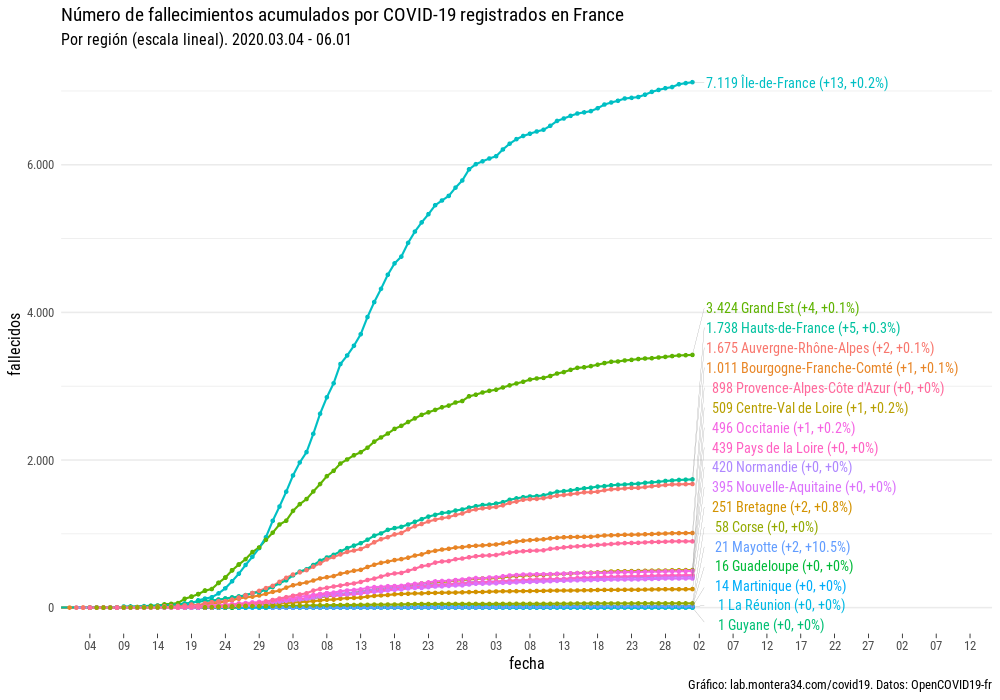 Número de fallecimientos acumulados por COVID-19 registrados en France
Por región (escala lineal). 2020.03.04 - 06.01
7.119 Île-de-France (+13, +0.2%)
6.000
3.424 Grand Est (+4, +0.1%)
4.000
1.738 Hauts-de-France (+5, +0.3%)
fallecidos
1.675 Auvergne-Rhône-Alpes (+2, +0.1%)
1.011 Bourgogne-Franche-Comté (+1, +0.1%)
898 Provence-Alpes-Côte d'Azur (+0, +0%)
509 Centre-Val de Loire (+1, +0.2%)
496 Occitanie (+1, +0.2%)
439 Pays de la Loire (+0, +0%)
2.000
420 Normandie (+0, +0%)
395 Nouvelle-Aquitaine (+0, +0%)
251 Bretagne (+2, +0.8%)
58 Corse (+0, +0%)
21 Mayotte (+2, +10.5%)
16 Guadeloupe (+0, +0%)
14 Martinique (+0, +0%)
0
1 La Réunion (+0, +0%)
1 Guyane (+0, +0%)
04 09 14 19 24 29 03 08 13 18 23 28 03 08 13 18 23 28 02 07 12 17 22 27 02 07 12
fecha
Gráfico: lab.montera34.com/covid19. Datos: OpenCOVID19-fr